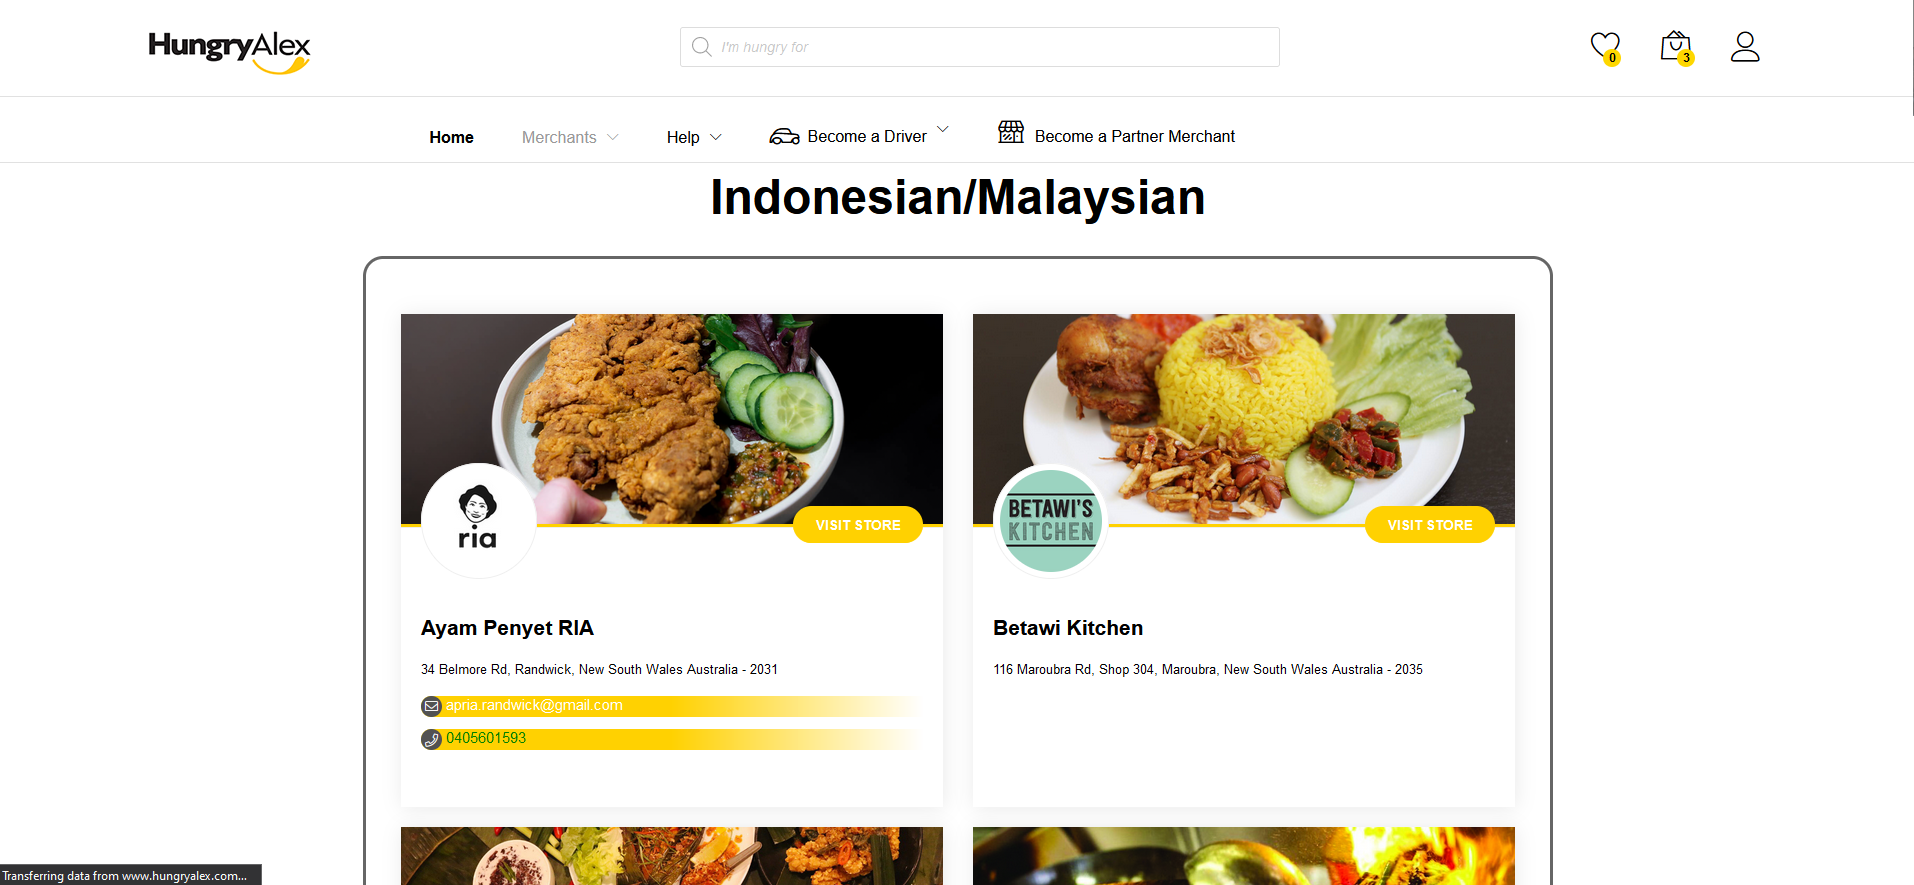 HungryAlex
I'm hungry for
0
3
Home
Merchants
Help
Become a Driver
Become a Partner Merchant
Indonesian/Malaysian
ria
VISIT STORE
BETAWI'S
KITCHEN
VISIT STORE
Ayam Penyet RIA
34 Belmore Rd, Randwick, New South Wales Australia - 2031
apria.randwick@gmail.com
0405601593
Betawi Kitchen
116 Maroubra Rd, Shop 304, Maroubra, New South Wales Australia - 2035
Transferring data from www.hungryalex.com...